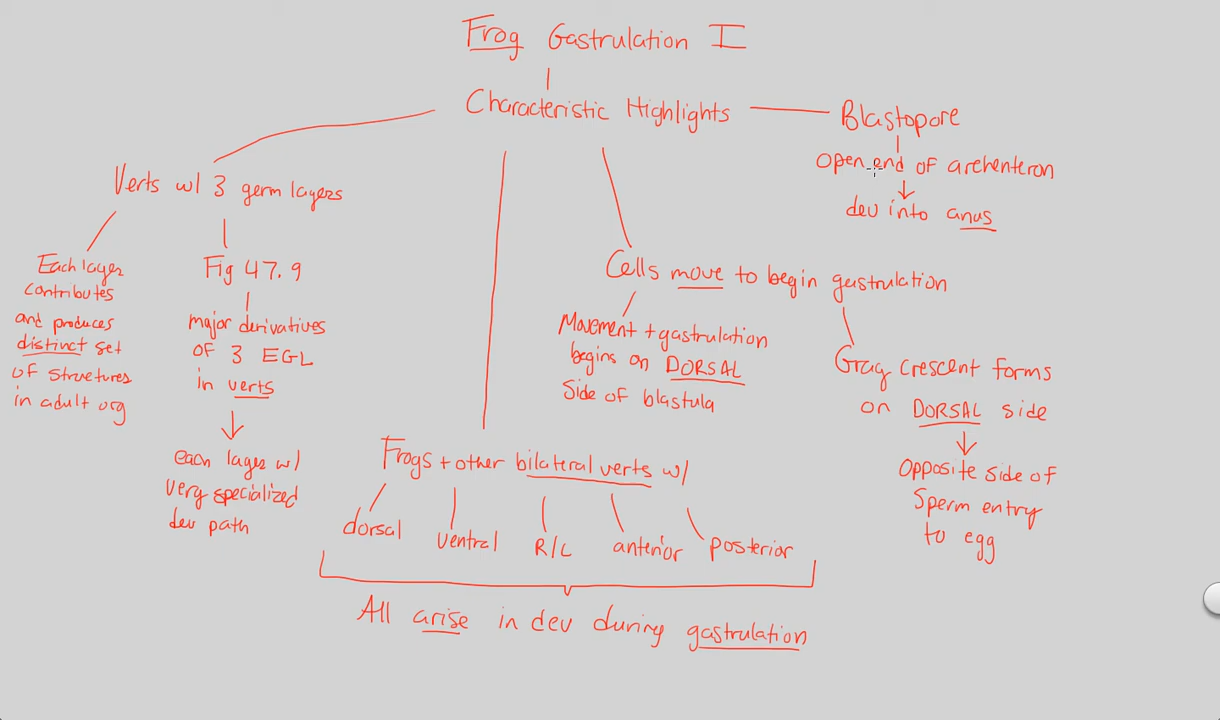 Frog Gastrulation I
Characteristic Highlights
Verts w/ 3 germ layers
Each layer
contributes
and produces
distinct set
of structures
in adult org
Fig 47.9
major derivatives
of 3 EGL
in verts
each layer w/
very specialized
dev path
Frogs + other bilateral verts w/
dorsal
ventral
R/L
anterior
posterior
All arise in dev during gastrulation
Cells move to begin gastrulation
Movement + gastrulation
begins on DORSAL
side of blastula
Gray crescent forms
on DORSAL side
Opposite side of
sperm entry
to egg
Blastopore
Open end of archenteron
dev into anus